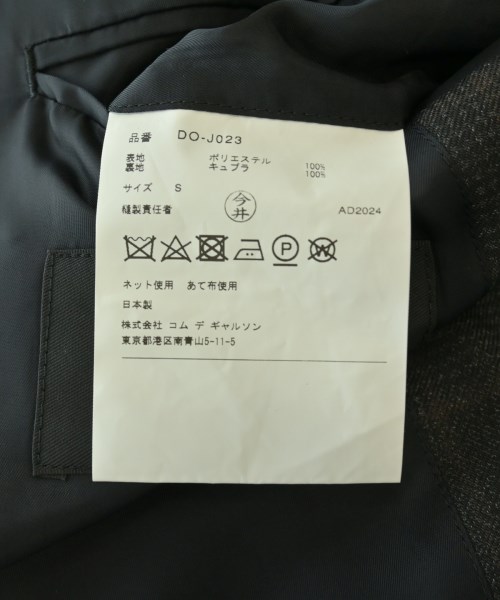 品番 DO-J023
表地 ポリエステル 100%
裏地 キュプラ 100%
サイズ S
縫製責任者 今井 AD2024
P W
ネット使用 あて布使用
日本製
株式会社 コム デ ギャルソン
東京都港区南青山5-11-5